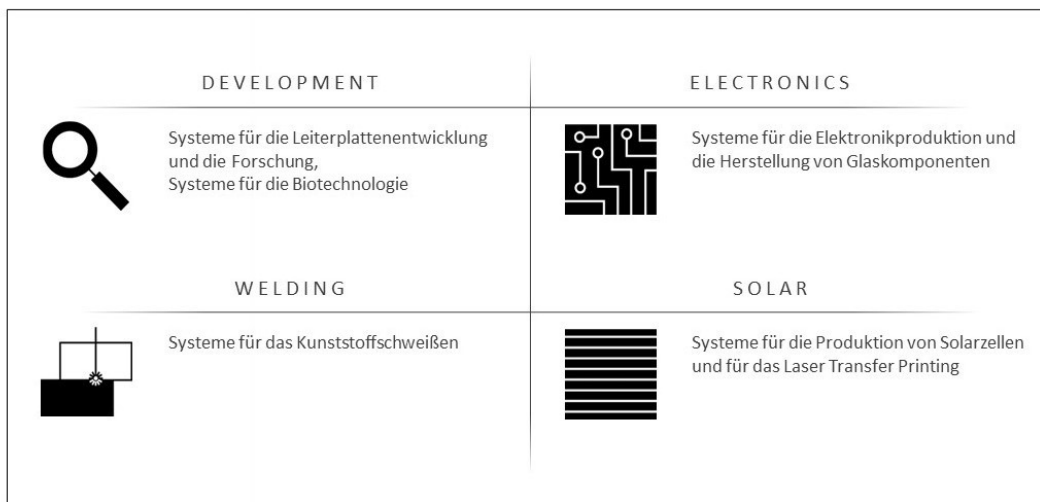 DEVELOPMENT
Systeme für die Leiterplattenentwicklung
und die Forschung,
Systeme für die Biotechnologie
ELECTRONICS
Systeme für die Elektronikproduktion und
die Herstellung von Glaskomponenten
WELDING
Systeme für das Kunststoffschweißen
SOLAR
Systeme für die Produktion von Solarzellen
und für das Laser Transfer Printing